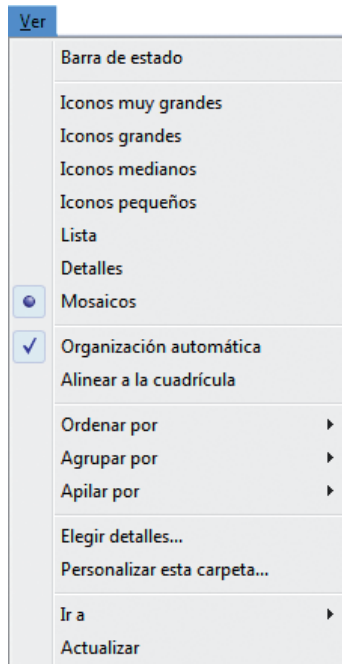 Ver
Barra de estado
Iconos muy grandes
Iconos grandes
Iconos medianos
Iconos pequeños
Lista
Detalles
Mosaicos
Organización automática
Alinear a la cuadrícula
Ordenar por
Agrupar por
Apilar por
Elegir detalles...
Personalizar esta carpeta...
Ir a
Actualizar